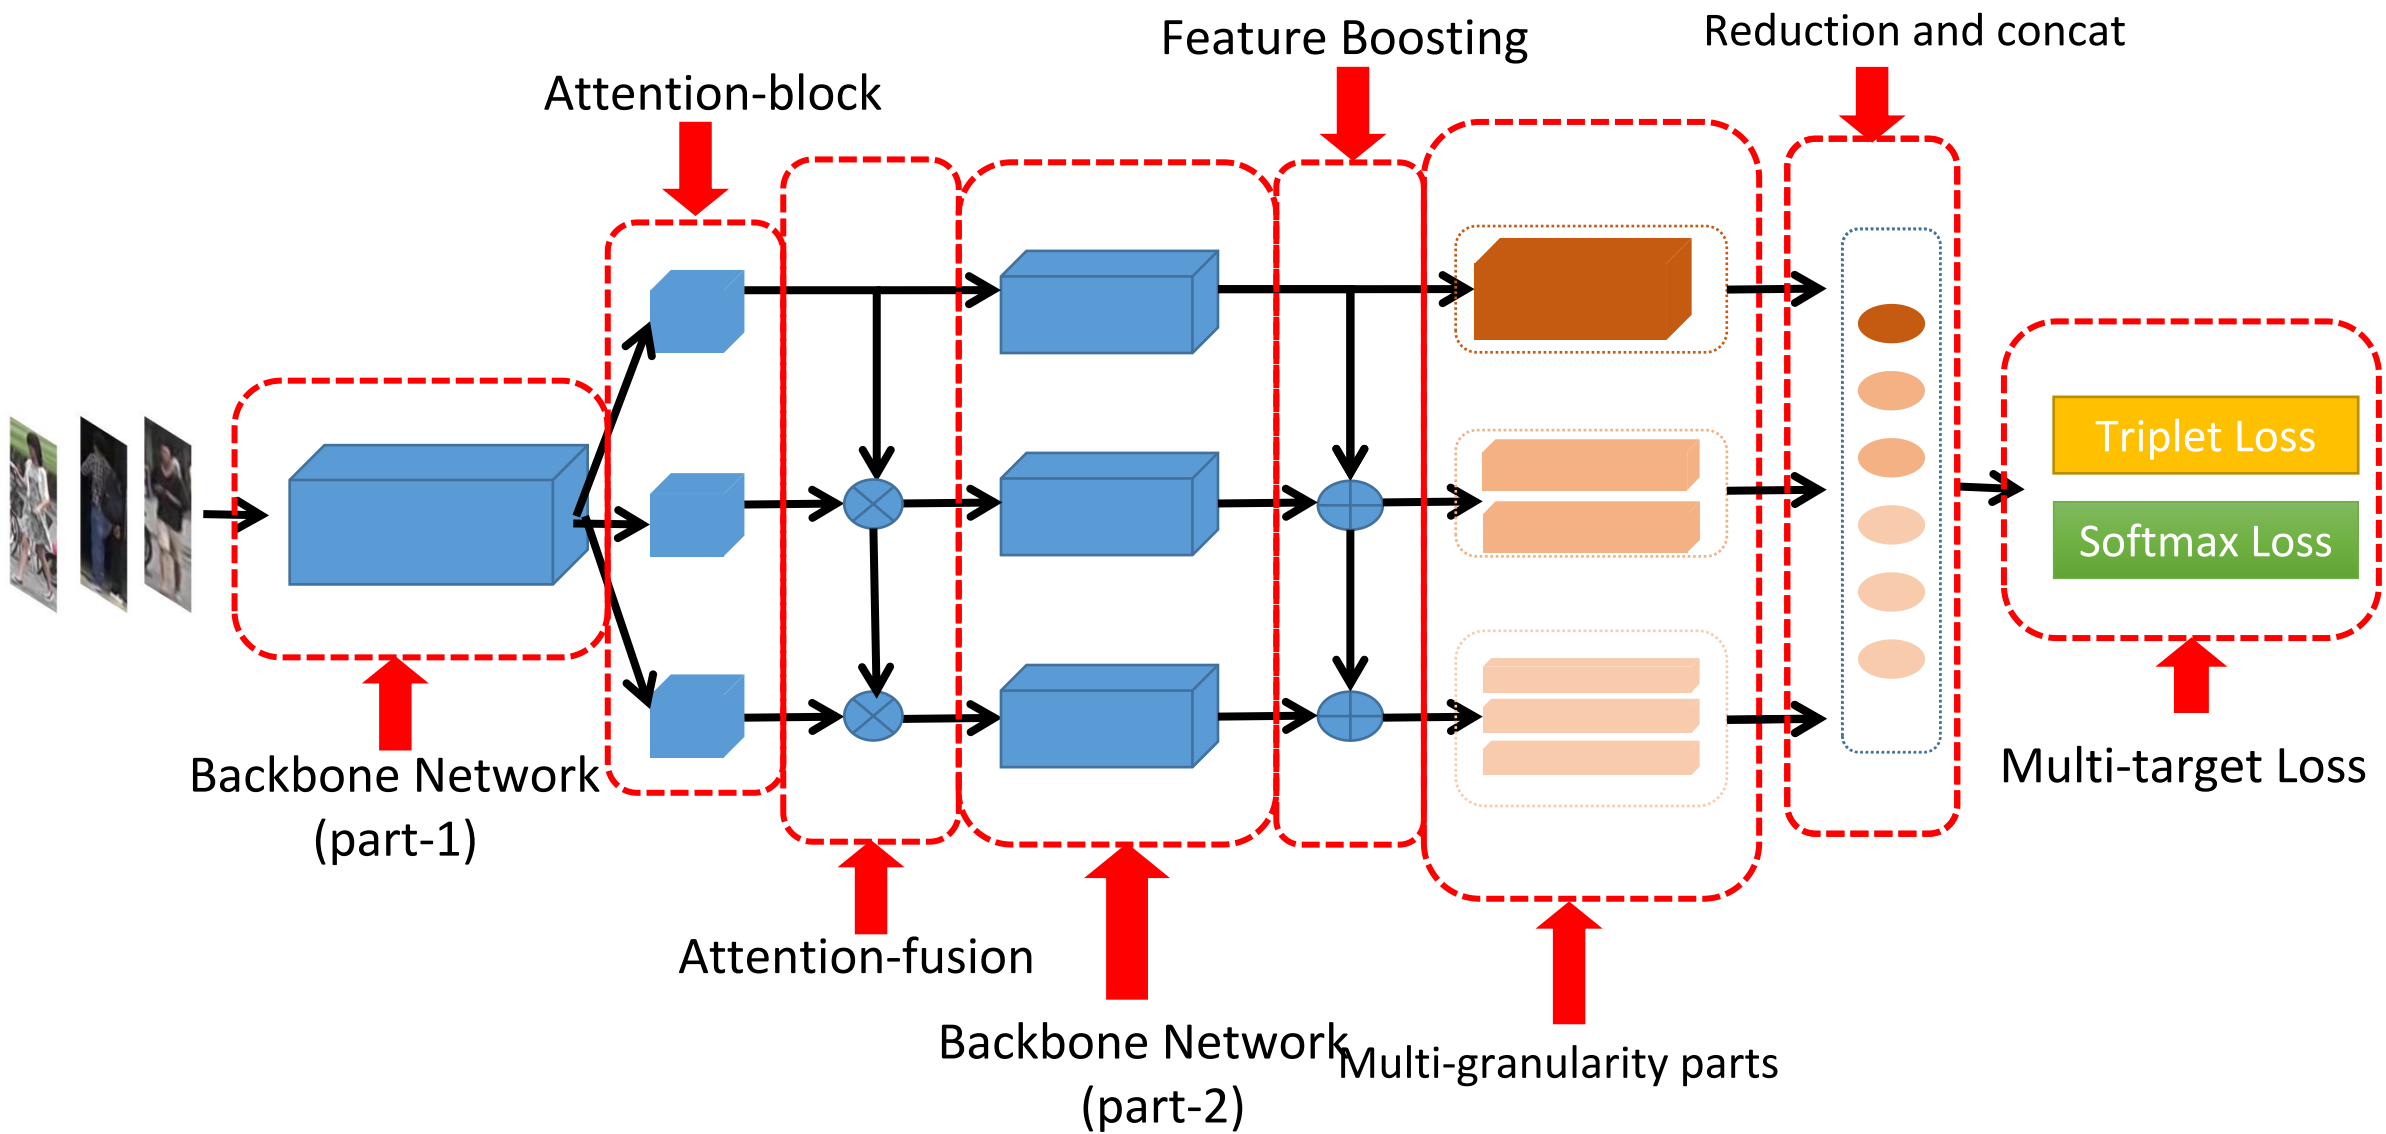 Feature Boosting
Reduction and concat
Attention-block
Triplet Loss
Softmax Loss
Backbone Network
(part-1)
Multi-target Loss
Attention-fusion
Backbone Network
(part-2)
Multi-granularity parts